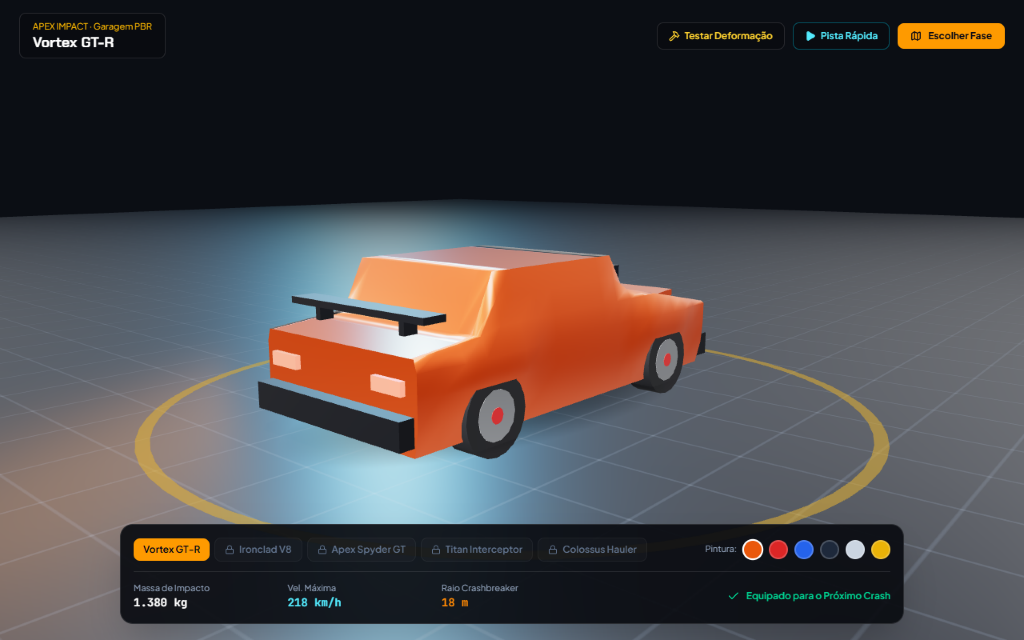 APEX IMPACT · Garagem PBR
Vortex GT-R
Testar Deformação
Pista Rápida
Escolher Fase
Vortex GT-R
Ironclad V8
Apex Spyder GT
Titan Interceptor
Colossus Hauler
Pintura:
Massa de Impacto
1.380 kg
Vel. Máxima
218 km/h
Raio Crashbreaker
18 m
Equipado para o Próximo Crash